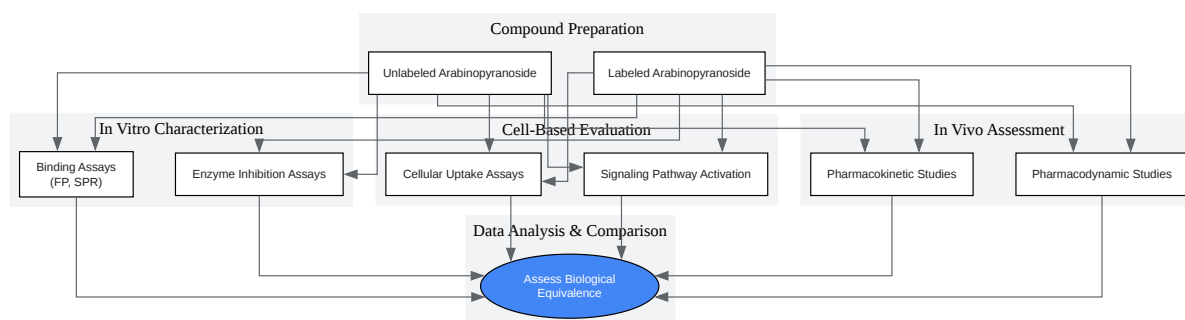 Compound Preparation
Unlabeled Arabinopyranoside
Labeled Arabinopyranoside
In Vitro Characterization
Cell-Based Evaluation
In Vivo Assessment
Binding Assays
(FP, SPR)
Enzyme Inhibition Assays
Cellular Uptake Assays
Signaling Pathway Activation
Pharmacokinetic Studies
Pharmacodynamic Studies
Data Analysis & Comparison
Assess Biological
Equivalence